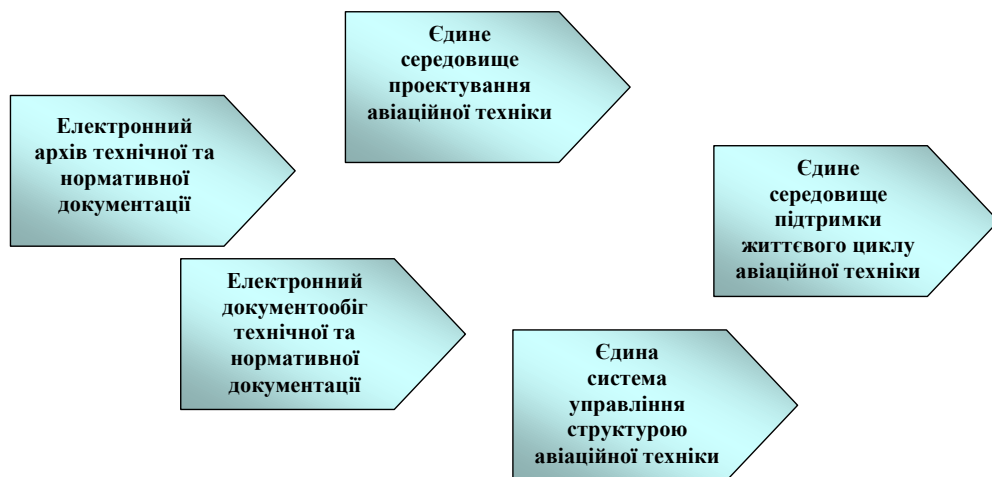 Єдине
середовище
проектування
авіаційної техніки
Електронний
архів технічної та
нормативної
документації
Єдине
середовище
підтримки
життєвого циклу
авіаційної техніки
Електронний
документообіг
технічної та
нормативної
документації
Єдина
система
управління
структурою
авіаційної техніки